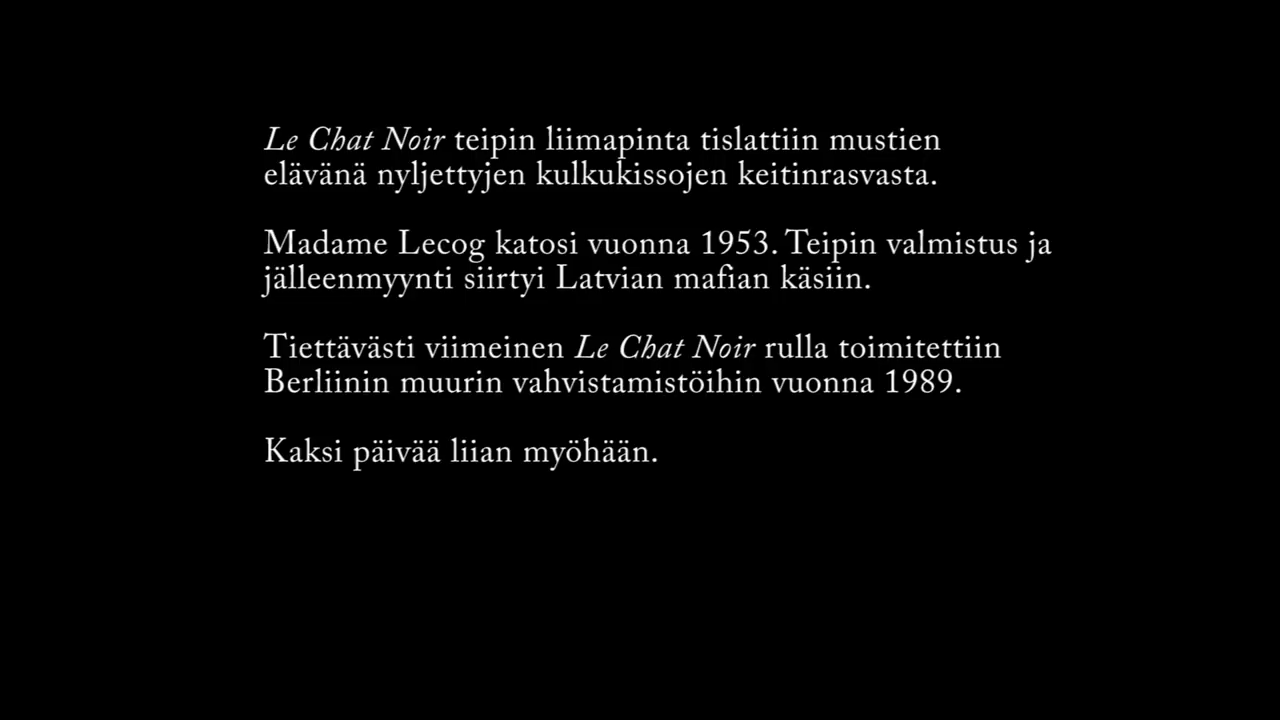 Le Chat Noir teipin liimapinta tislattiin mustien
elävänä nyljettyjen kulkukissojen keitinrasvasta.
Madame Lecog katosi vuonna 1953. Teipin valmistus ja
jälleenmyynti siirtyi Latvian mafian käsiin.
Tiettävästi viimeinen Le Chat Noir rulla toimitettiin
Berliinin muurin vahvistamistöihin vuonna 1989.
Kaksi päivää liian myöhään.